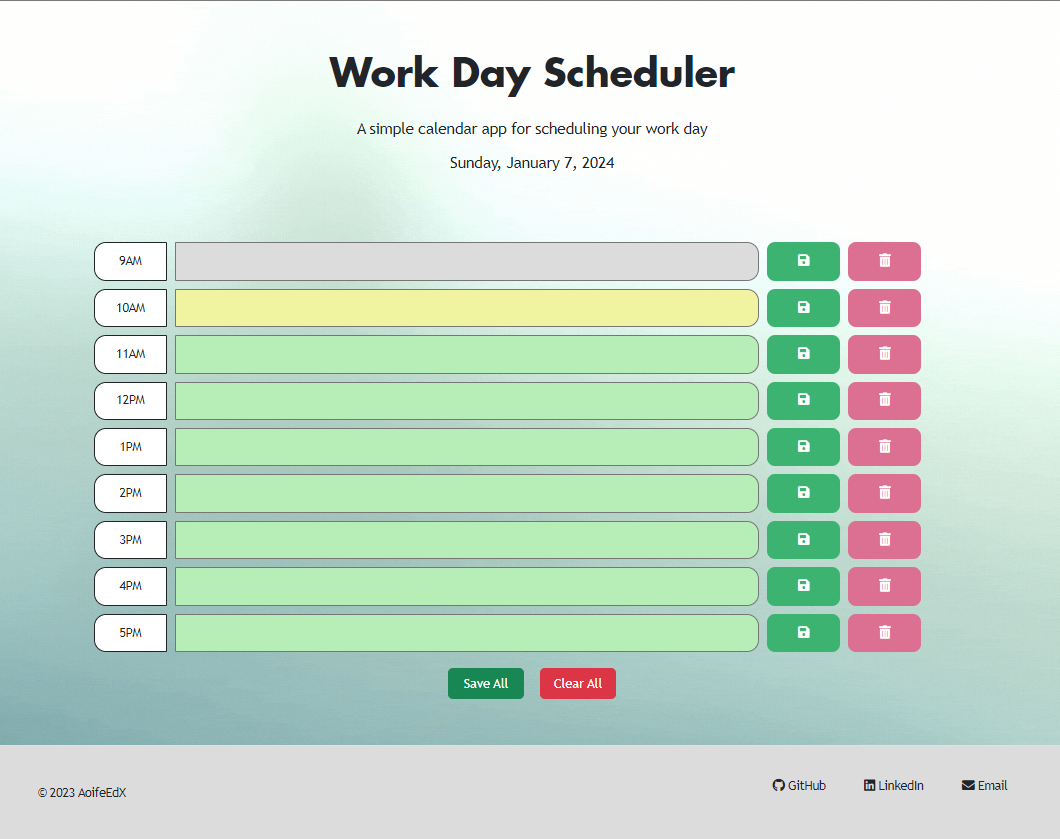 Work Day Scheduler
A simple calendar app for scheduling your work day
Sunday, January 7, 2024
9AM
10AM
11AM
12PM
1PM
2PM
3PM
4PM
5PM
Save All Clear All
© 2023 AoifeEdX GitHub LinkedIn Email